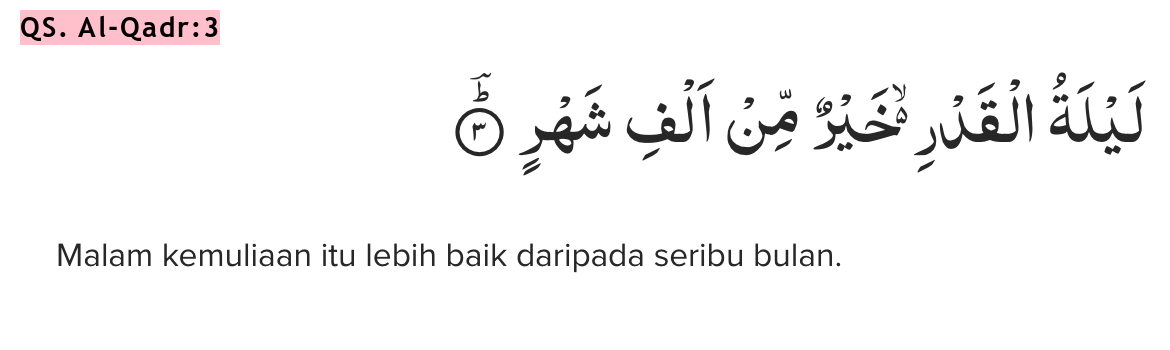 QS. Al-Qadr:3
لَيْلَةُ الْقَدْرِ ەۙ خَيْرٌ مِّنْ اَلْفِ شَهْرٍۗ ٣
Malam kemuliaan itu lebih baik daripada seribu bulan.